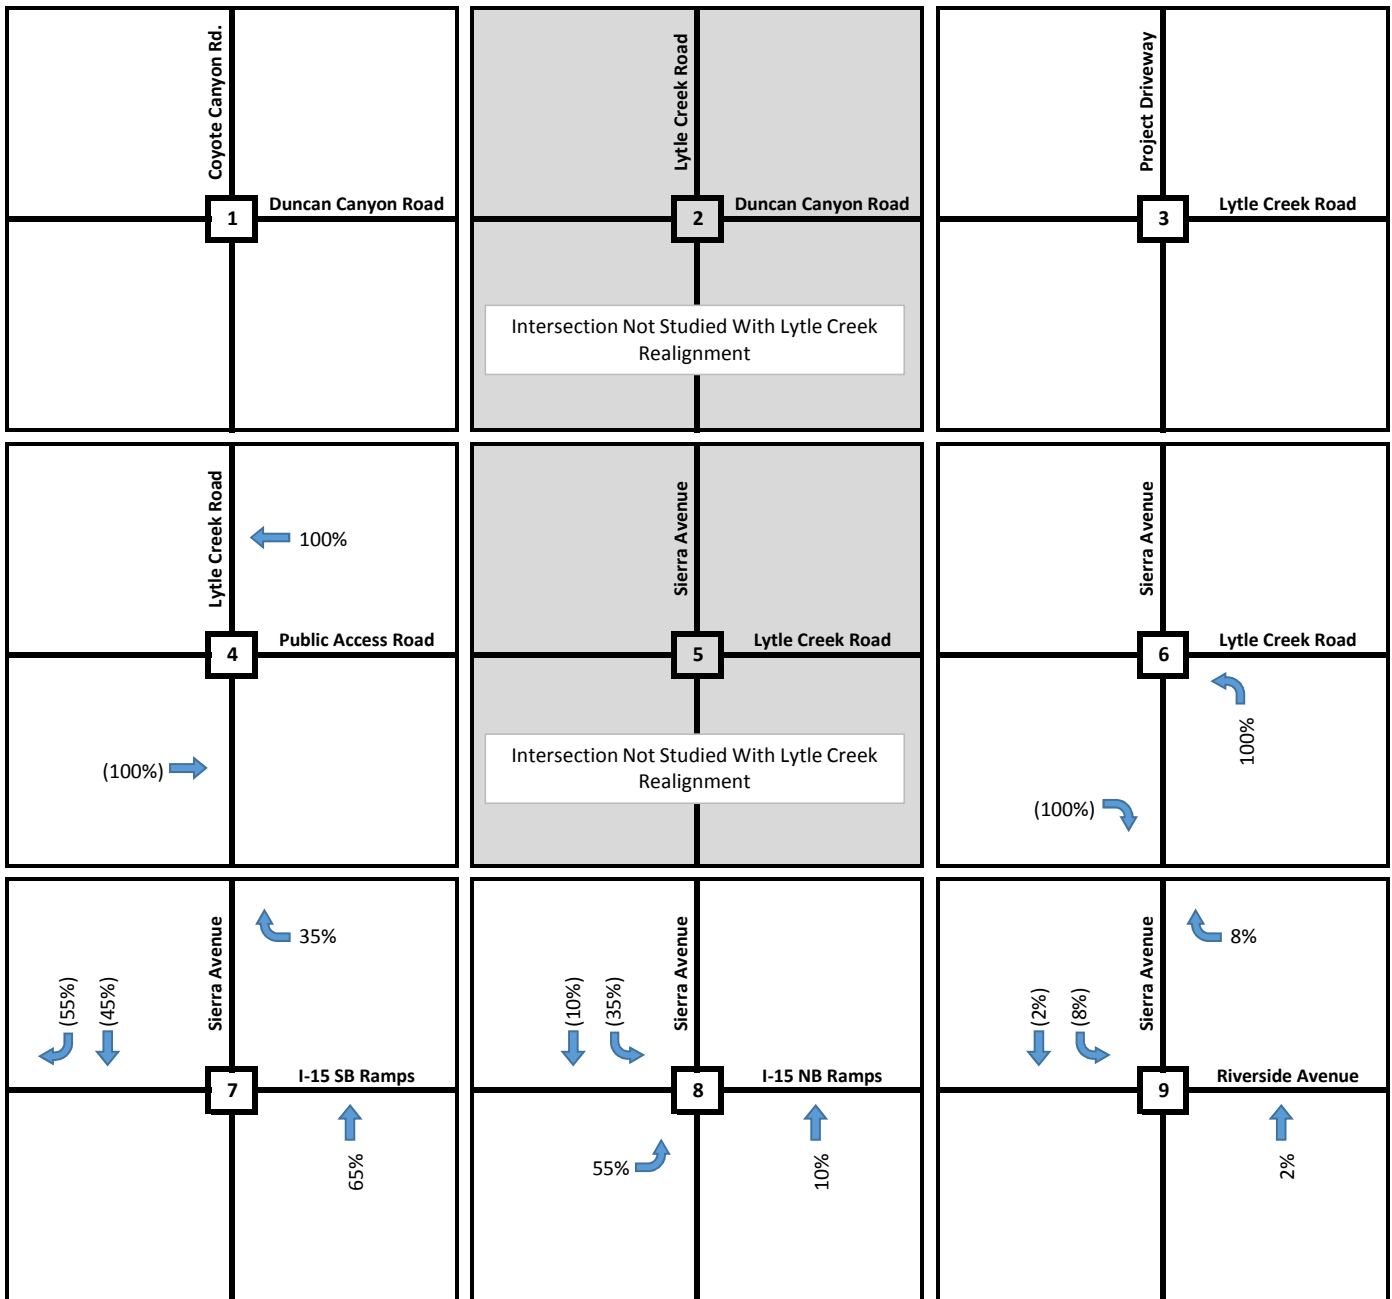 Coyote Canyon Rd.
Duncan Canyon Road
1
Lytle Creek Road
Duncan Canyon Road
2
Intersection Not Studied With Lytle Creek
Realignment
Project Driveway
Lytle Creek Road
3
Lytle Creek Road
100%
Public Access Road
4
(100%)
Sierra Avenue
Lytle Creek Road
5
Intersection Not Studied With Lytle Creek
Realignment
Sierra Avenue
Lytle Creek Road
6
100%
(100%)
Sierra Avenue
35%
(55%)
(45%)
I-15 SB Ramps
7
65%
Sierra Avenue
(10%)
(35%)
I-15 NB Ramps
8
55%
10%
Sierra Avenue
8%
(2%)
(8%)
Riverside Avenue
9
2%